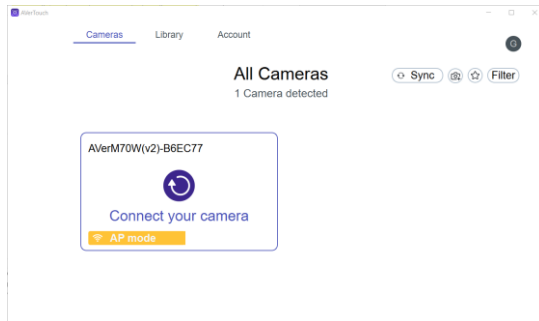 AVerTouch
Cameras Library Account
G
All Cameras
1 Camera detected
Sync
Filter
AVerM70W(v2)-B6EC77
Connect your camera
AP mode